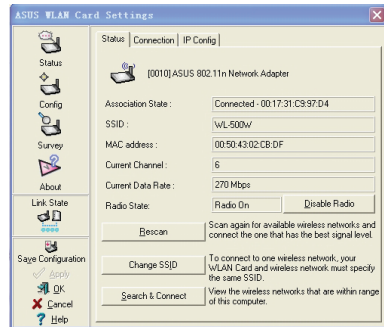 ASUS WLAN Card Settings
Status
Config
Survey
About
Link State
Save Configuration
Apply
OK
Cancel
Help
Status Connection IP Config
[0010] ASUS 802.11n Network Adapter
Association State : Connected - 00:17:31:C9:97:D4
SSID : WL-500W
MAC address : 00:50:43:02:CB:DF
Current Channel : 6
Current Data Rate : 270 Mbps
Radio State: Radio On Disable Radio
Rescan
Scan again for available wireless networks and
connect the one that has the best signal level.
Change SSID
To connect to one wireless network, your
WLAN Card and wireless network must specify
the same SSID.
Search & Connect
View the wireless networks that are within range
of this computer.